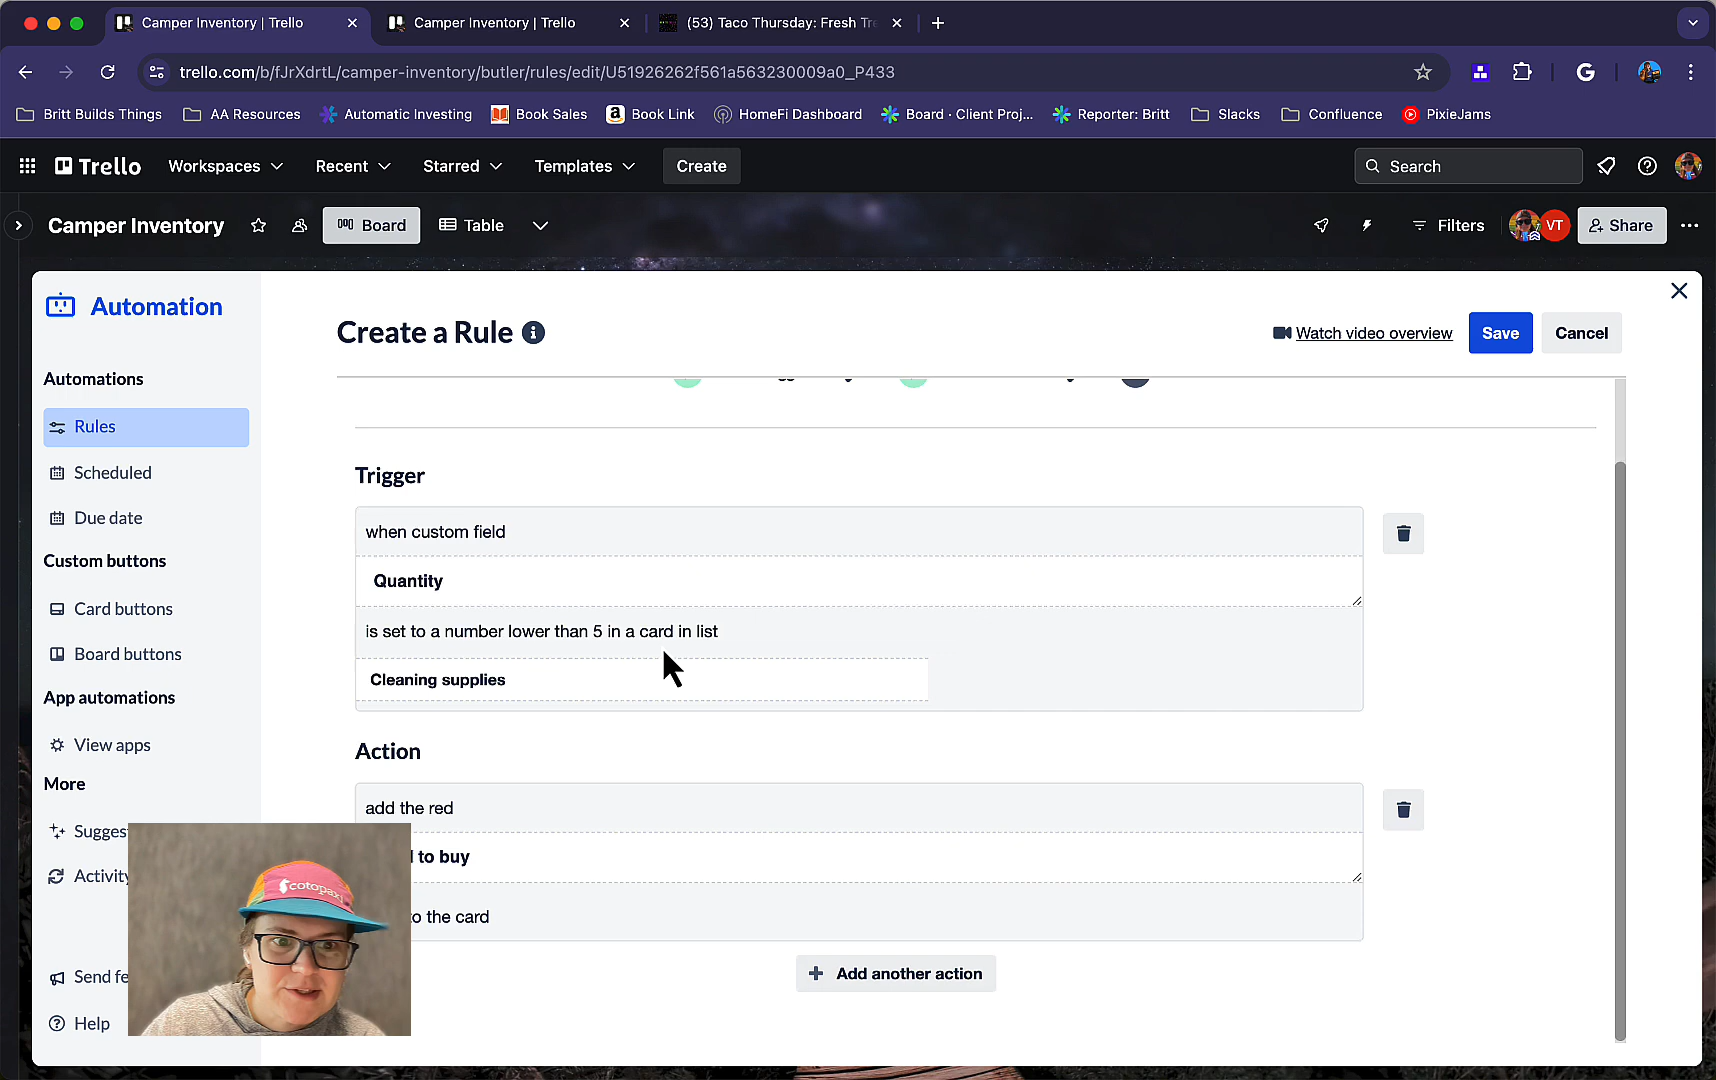 Camper Inventory | Trello
Camper Inventory | Trello
(53) Taco Thursday: Fresh Tre
trello.com/b/fJrXdrtL/camper-inventory/butler/rules/edit/U51926262f561a563230009a0_P433
Britt Builds Things
AA Resources
Automatic Investing
Book Sales
Book Link
HomeFi Dashboard
Board · Client Proj...
Reporter: Britt
Slacks
Confluence
PixieJams
Trello
Workspaces
Recent
Starred
Templates
Create
Search
Camper Inventory
Board
Table
Filters
VT
Share
Automation
Create a Rule
Watch video overview
Save
Cancel
Automations
Rules
Scheduled
Due date
Custom buttons
Card buttons
Board buttons
App automations
View apps
More
Sugges
Activity
Send fe
Help
Trigger
when custom field
Quantity
is set to a number lower than 5 in a card in list
Cleaning supplies
Action
add the red
to buy
to the card
Add another action
cotopaxi